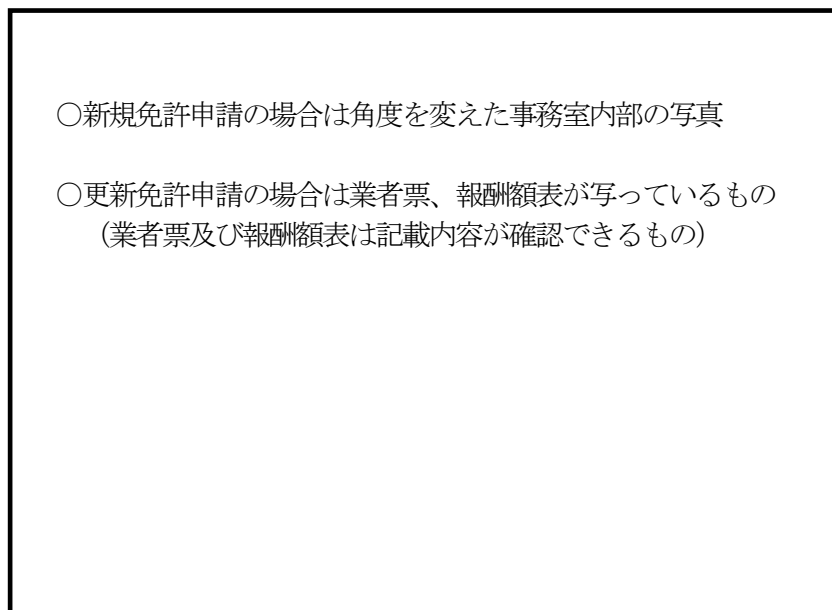 ○新規免許申請の場合は角度を変えた事務室内部の写真
○更新免許申請の場合は業者票、報酬額表が写っているもの
（業者票及び報酬額表は記載内容が確認できるもの）